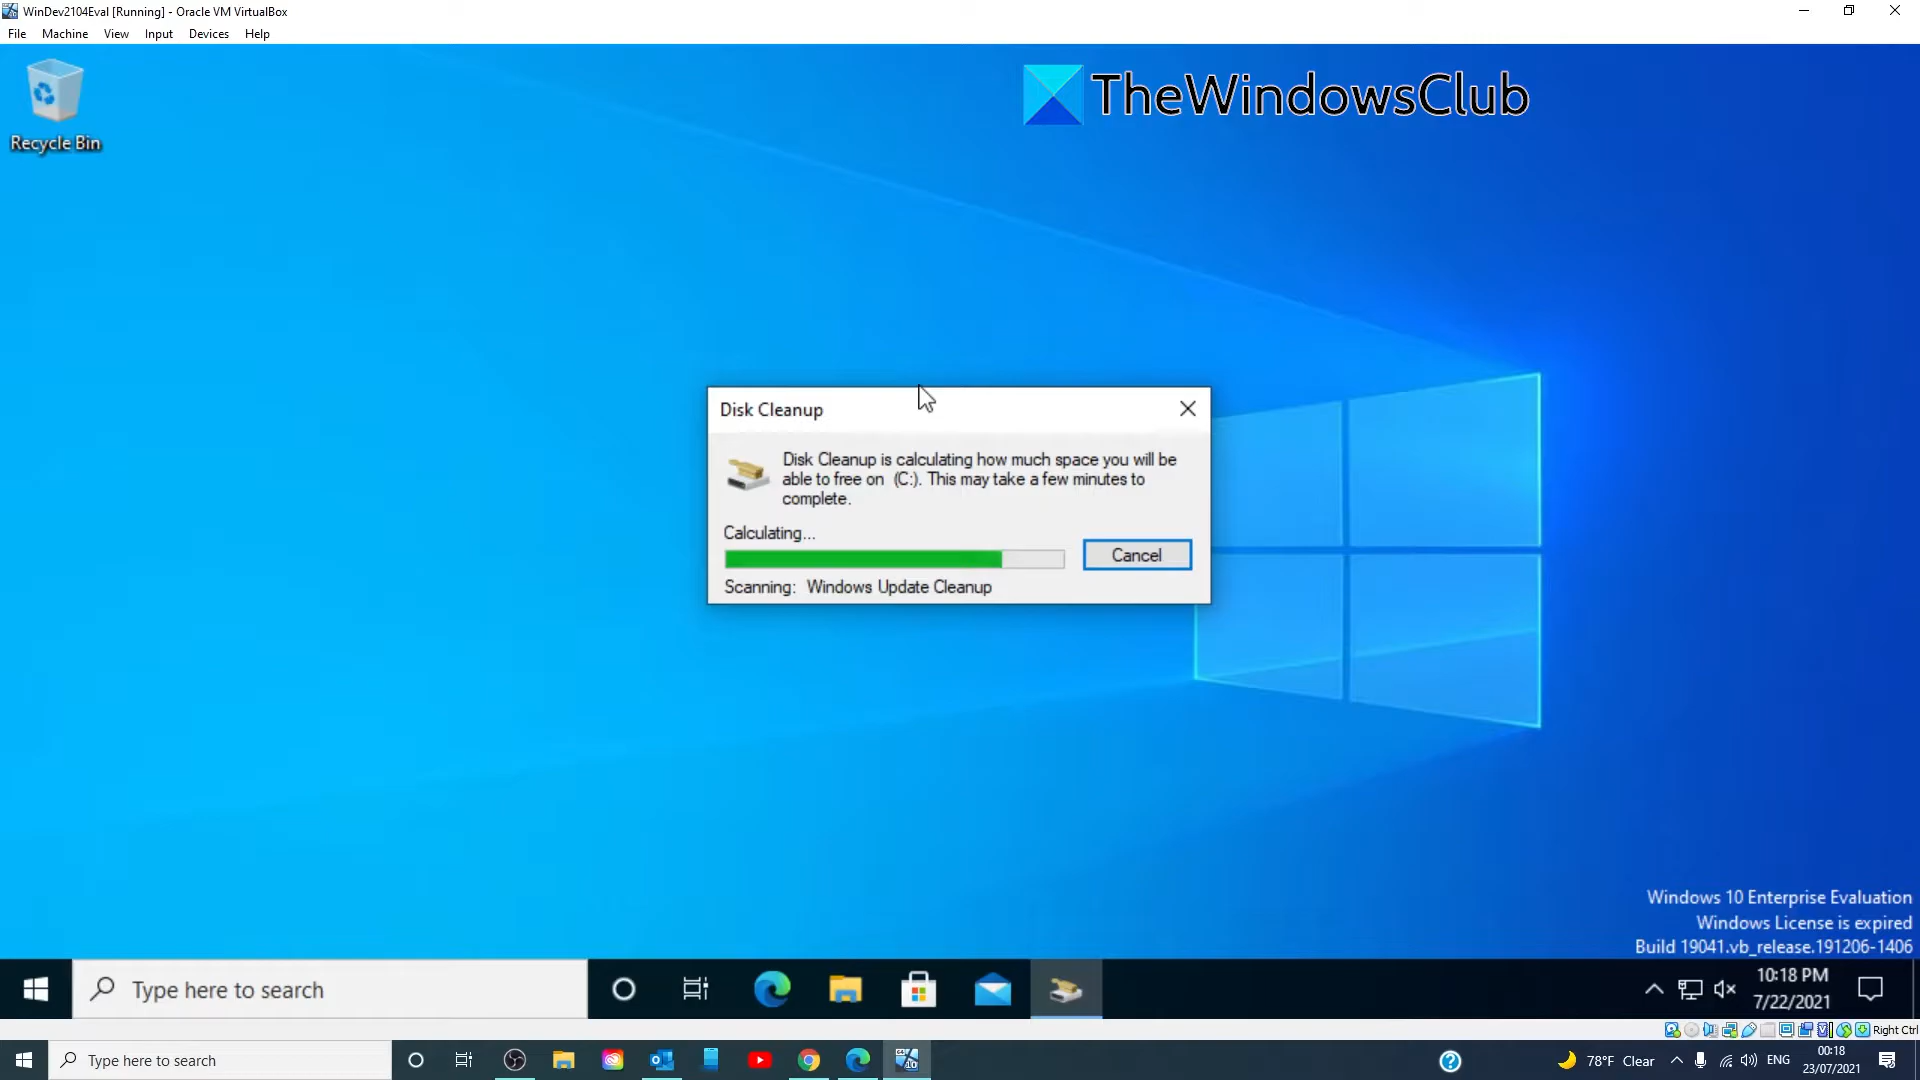 WinDev2104Eval [Running] - Oracle VM VirtualBox
File Machine View Input Devices Help
TheWindowsClub
Recycle Bin
Disk Cleanup
Disk Cleanup is calculating how much space you will be
able to free on (C:). This may take a few minutes to
complete.
Calculating...
Cancel
Scanning: Windows Update Cleanup
Windows 10 Enterprise Evaluation
Windows License is expired
Build 19041.vb_release.191206-1406
Type here to search
10:18 PM
7/22/2021
Right Ctrl
Type here to search
78°F Clear
ENG
00:18
23/07/2021